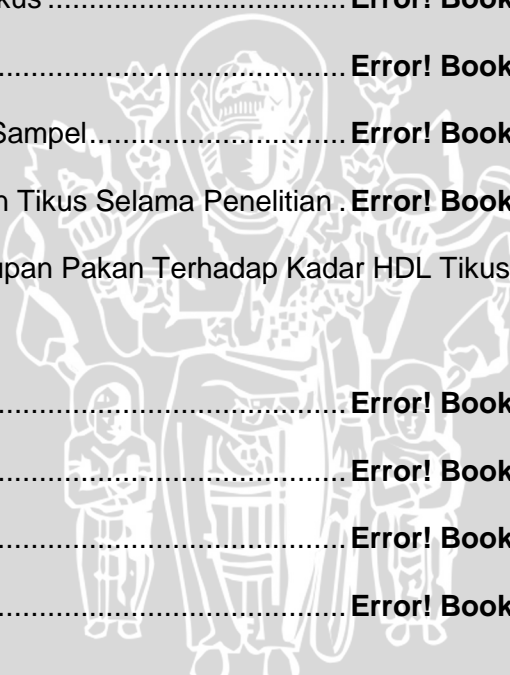 kus .................................. Error! Book
....................................... Error! Book
Sampel............................. Error! Book
n Tikus Selama Penelitian . Error! Book
upan Pakan Terhadap Kadar HDL Tikus
....................................... Error! Book
....................................... Error! Book
....................................... Error! Book
....................................... Error! Book